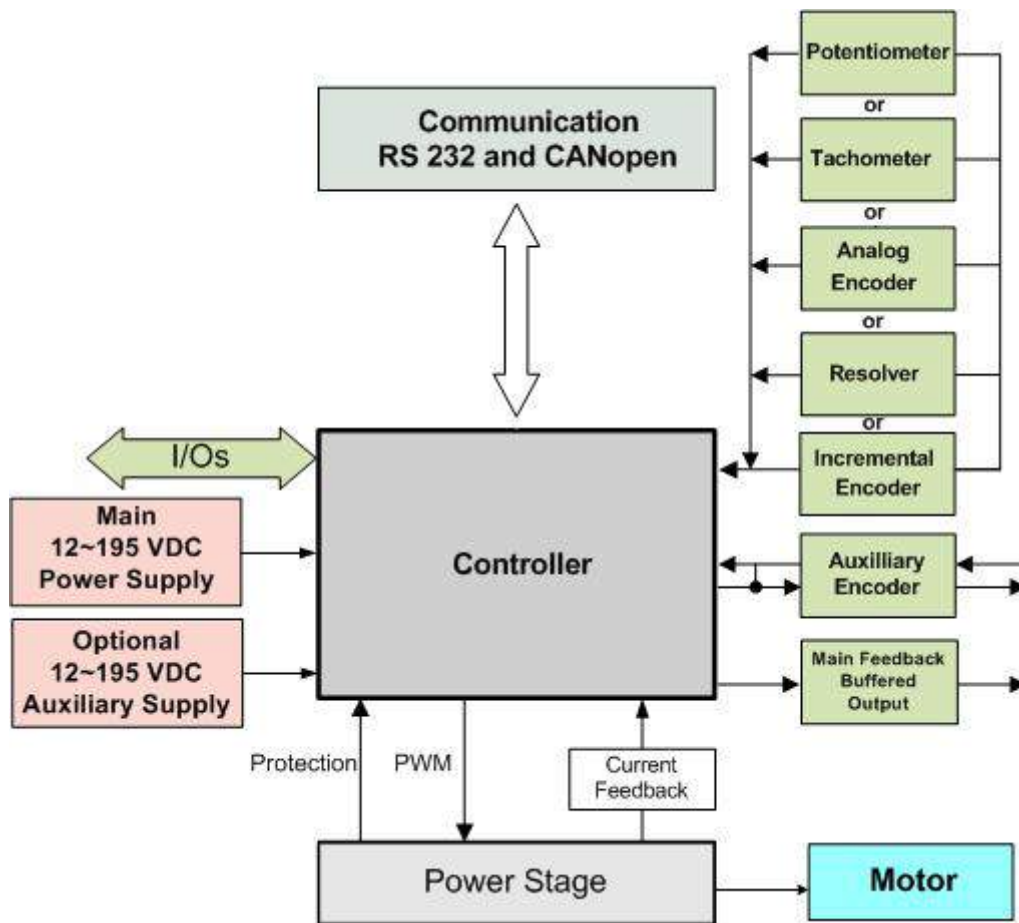 Potentiometer
or
Communication
RS 232 and CANopen
Tachometer
or
Analog
Encoder
or
Resolver
or
I/Os
Incremental
Encoder
Main
12~195 VDC
Power Supply
Controller
Auxilliary
Encoder
Optional
12~195 VDC
Auxiliary Supply
Main Feedback
Buffered
Output
Protection
PWM
Current
Feedback
Power Stage
Motor